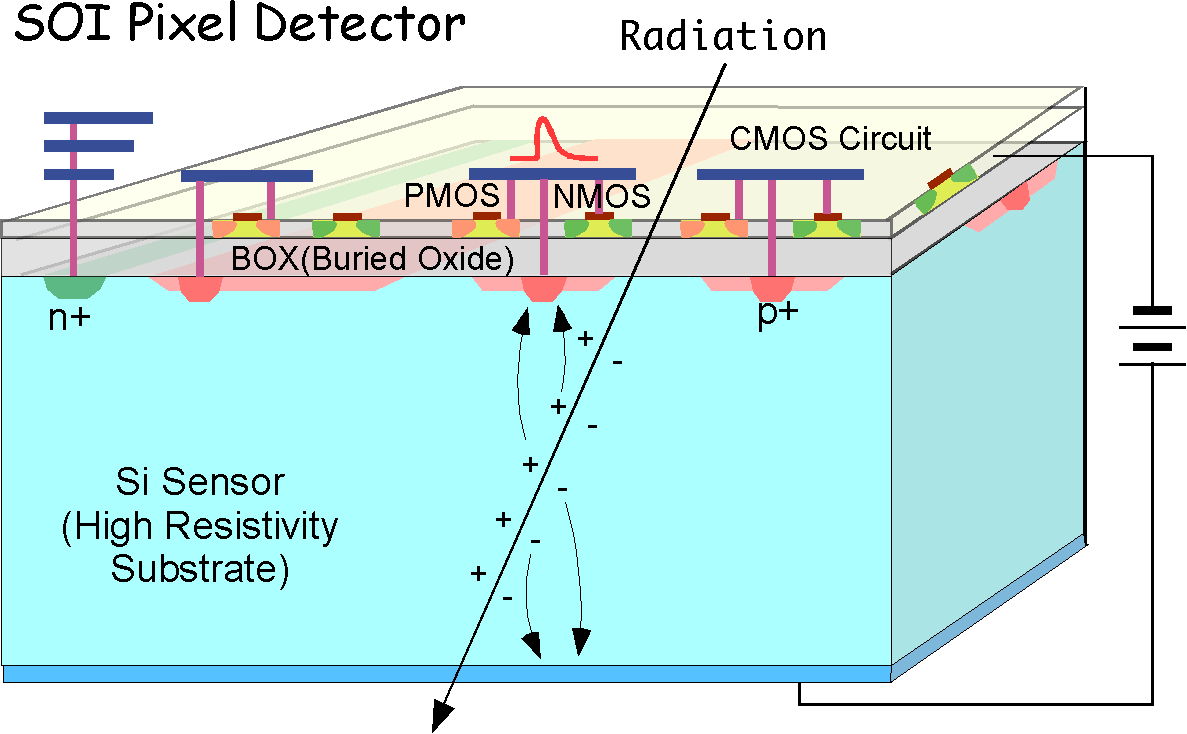 SOI Pixel Detector
Radiation
CMOS Circuit
PMOS
NMOS
BOX(Buried Oxide)
n+
p+
+
-
+
-
+
-
+
-
+
-
Si Sensor
(High Resistivity
Substrate)